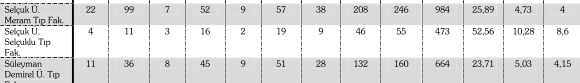 Selçuk Ü. 22 99 7 52 9 57 38 208 246 984 25,89 4,73 4
Meram Tıp Fak.
Selçuk Ü. 4 11 3 16 2 19 9 46 55 473 52,56 10,28 8,6
Selçuklu Tıp
Fak.
Süleyman 11 36 8 45 9 51 28 132 160 664 23,71 5,03 4,15
Demirel Ü. Tıp